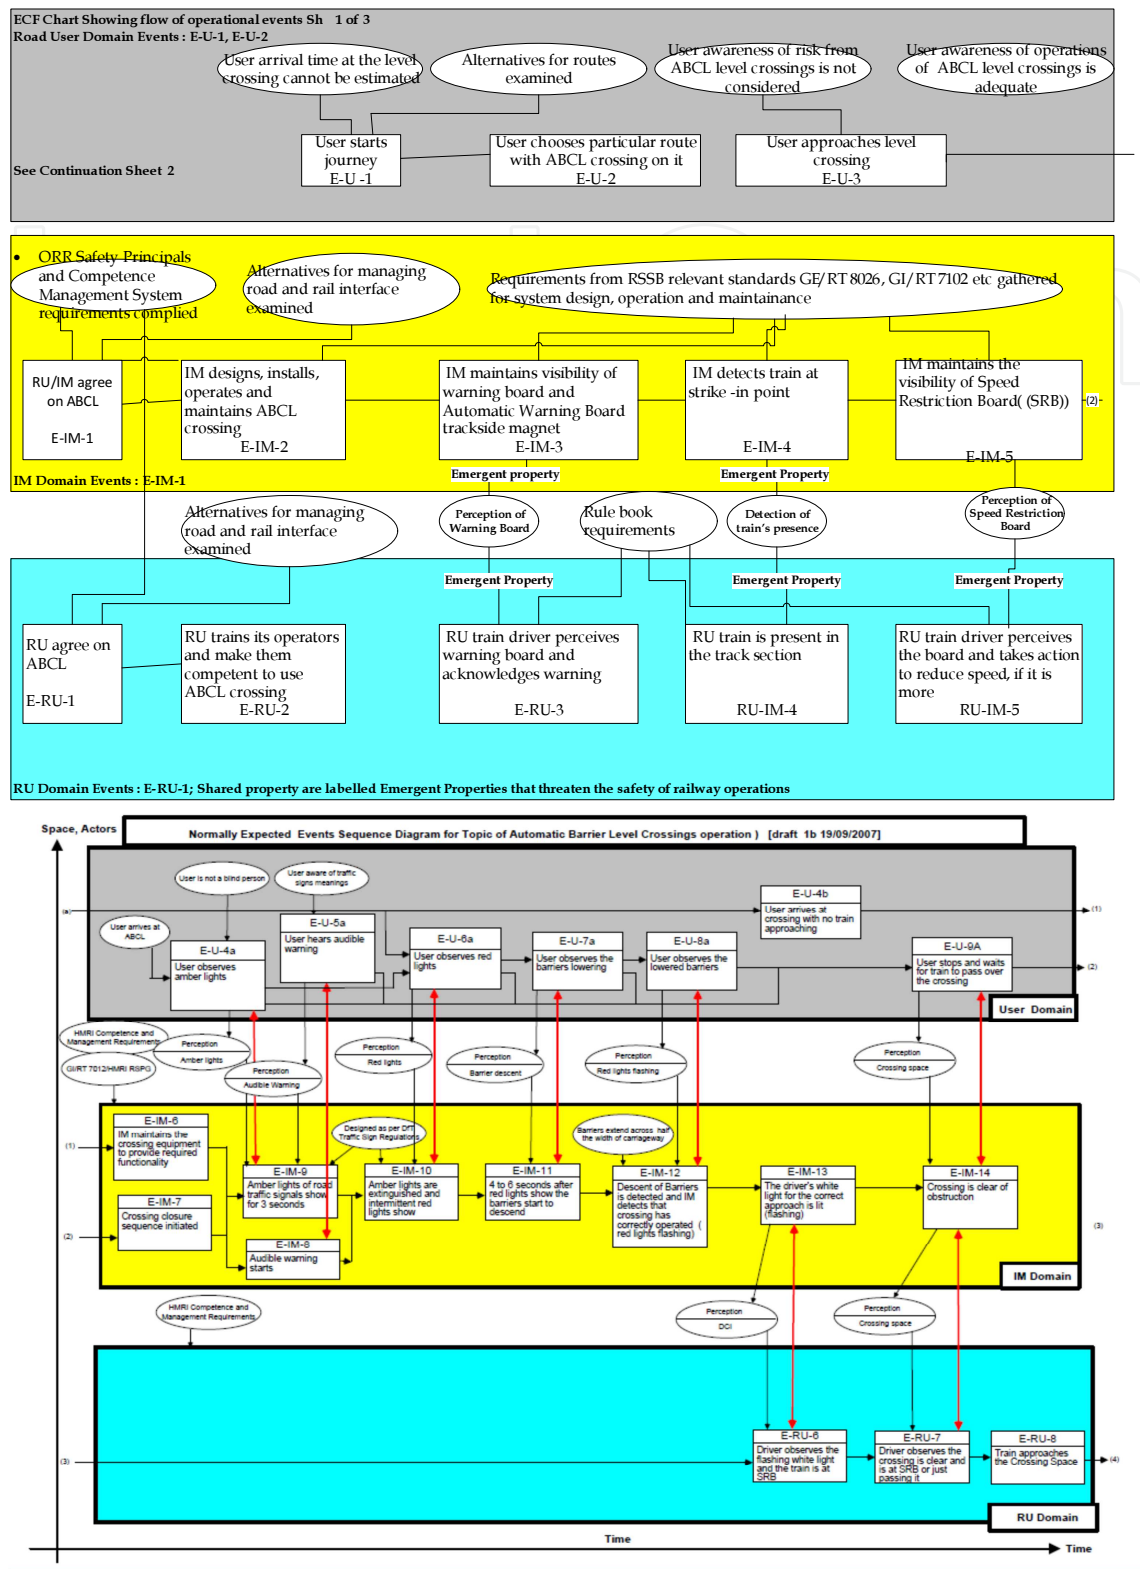 ECF Chart Showing flow of operational events Sh 1 of 3
Road User Domain Events : E-U-1, E-U-2
User arrival time at the level
crossing cannot be estimated
Alternatives for routes
examined
User awareness of risk from
ABCL level crossings is not
considered
User awareness of operations
of ABCL level crossings is
adequate
User starts
journey
E-U -1
User chooses particular route
with ABCL crossing on it
E-U-2
User approaches level
crossing
E-U-3
See Continuation Sheet 2
• ORR Safety Principals
and Competence
Management System
requirements complied
Alternatives for managing
road and rail interface
examined
Requirements from RSSB relevant standards GE/RT 8026, GI/RT 7102 etc gathered
for system design, operation and maintainance
RU/IM agree
on ABCL
E-IM-1
IM designs, installs,
operates and
maintains ABCL
crossing
E-IM-2
IM maintains visibility of
warning board and
Automatic Warning Board
trackside magnet
E-IM-3
IM detects train at
strike -in point
E-IM-4
IM maintains the
visibility of Speed
Restriction Board( (SRB))
E-IM-5
(2)
IM Domain Events : E-IM-1
Emergent property
Emergent Property
Alternatives for managing
road and rail interface
examined
Perception of
Warning Board
Rule book
requirements
Detection of
train's presence
Perception of
Speed Restriction
Board
Emergent Property
Emergent Property
Emergent Property
RU agree on
ABCL
E-RU-1
RU trains its operators
and make them
competent to use
ABCL crossing
E-RU-2
RU train driver perceives
warning board and
acknowledges warning
E-RU-3
RU train is present in
the track section
RU-IM-4
RU train driver perceives
the board and takes action
to reduce speed, if it is
more
RU-IM-5
RU Domain Events : E-RU-1; Shared property are labelled Emergent Properties that threaten the safety of railway operations
Space, Actors
Normally Expected Events Sequence Diagram for Topic of Automatic Barrier Level Crossings operation ) [draft 1b 19/09/2007]
User is not a blind person
User aware of traffic
signs meanings
(a)
User arrives at
ABCL
E-U-4a
User observes
amber lights
E-U-5a
User hears audible
warning
E-U-6a
User observes red
lights
E-U-7a
User observes the
barriers lowering
E-U-8a
User observes the
lowered barriers
E-U-4b
User arrives at
crossing with no train
approaching
(1)
E-U-9A
User stops and waits
for train to pass over
the crossing
(2)
User Domain
HMRI Competence and
Management Requirements
GI/RT 7012/HMRI RSPG
Perception
Amber lights
Perception
Audible Warning
Perception
Red lights
Perception
Barrier descent
Perception
Red lights flashing
Perception
Crossing space
Designed as per DfT
Traffic Sign Regulations
Barriers extend across half
the width of carriageway
(1)
E-IM-6
IM maintains the
crossing equipment
to provide required
functionality
(2)
E-IM-7
Crossing closure
sequence initiated
E-IM-9
Amber lights of road
traffic signals show
for 3 seconds
E-IM-8
Audible warning
starts
E-IM-10
Amber lights are
extinguished and
intermittent red
lights show
E-IM-11
4 to 6 seconds after
red lights show the
barriers start to
descend
E-IM-12
Descent of Barriers
is detected and IM
detects that
crossing has
correctly operated (
red lights flashing)
E-IM-13
The driver's white
light for the correct
approach is lit
(flashing)
E-IM-14
Crossing is clear of
obstruction
(3)
IM Domain
HMRI Competence and
Management Requirements
Perception
DCI
Perception
Crossing space
(3)
E-RU-6
Driver observes the
flashing white light
and the train is at
SRB
E-RU-7
Driver observes the
crossing is clear and
is at SRB or just
passing it
E-RU-8
Train approaches
the Crossing Space
(4)
RU Domain
Time
Time